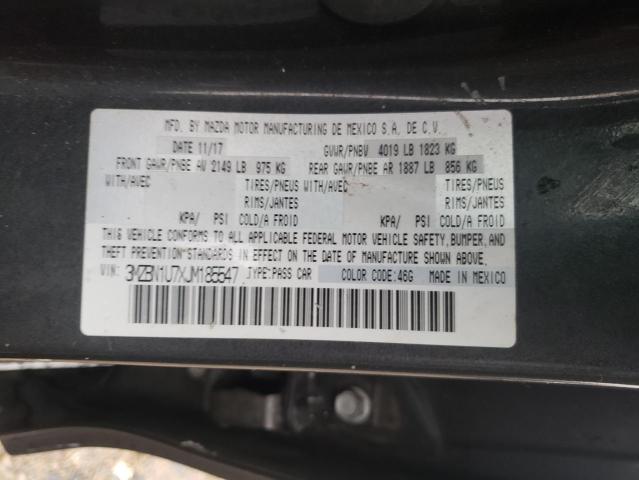 MFD. BY MAZDA MOTOR MANUFACTURING DE MEXICO S.A. DE C.V.
DATE 11/17 GVWR/PNBV 4019 LB 1823 KG
FRONT GAWR/PNBE AV 2149 LB 975 KG REAR GAWR/PNBE AR 1887 LB 856 KG
WITH/AVEC TIRES/PNEUS WITH/AVEC TIRES/PNEUS
RIMS/JANTES RIMS/JANTES
KPA/ PSI COLD/A FROID KPA/ PSI COLD/A FROID
THIS VEHICLE CONFORMS TO ALL APPLICABLE FEDERAL MOTOR VEHICLE SAFETY, BUMPER, AND
THEFT PREVENTION STANDARDS IN EFFECT ON THE DATE OF MANUFACTURE SHOWN ABOVE.
VIN: 3MZBN1U7XJM185547 TYPE:PASS CAR COLOR CODE:46G MADE IN MEXICO